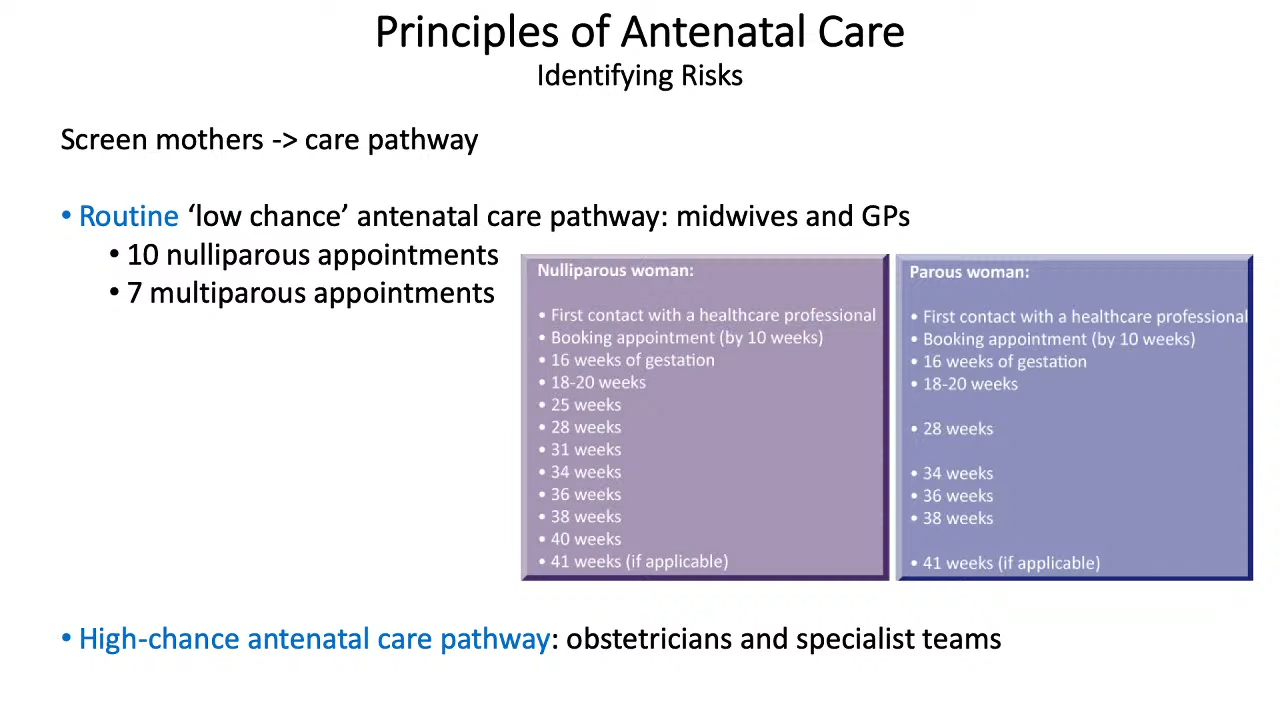 Principles of Antenatal Care
Identifying Risks
Screen mothers -> care pathway
• Routine ‘low chance’ antenatal care pathway: midwives and GPs
• 10 nulliparous appointments
• 7 multiparous appointments
Nulliparous woman:
• First contact with a healthcare professional
• Booking appointment (by 10 weeks)
• 16 weeks of gestation
• 18-20 weeks
• 25 weeks
• 28 weeks
• 31 weeks
• 34 weeks
• 36 weeks
• 38 weeks
• 40 weeks
• 41 weeks (if applicable)
Parous woman:
• First contact with a healthcare professional
• Booking appointment (by 10 weeks)
• 16 weeks of gestation
• 18-20 weeks
• 28 weeks
• 34 weeks
• 36 weeks
• 38 weeks
• 41 weeks (if applicable)
• High-chance antenatal care pathway: obstetricians and specialist teams